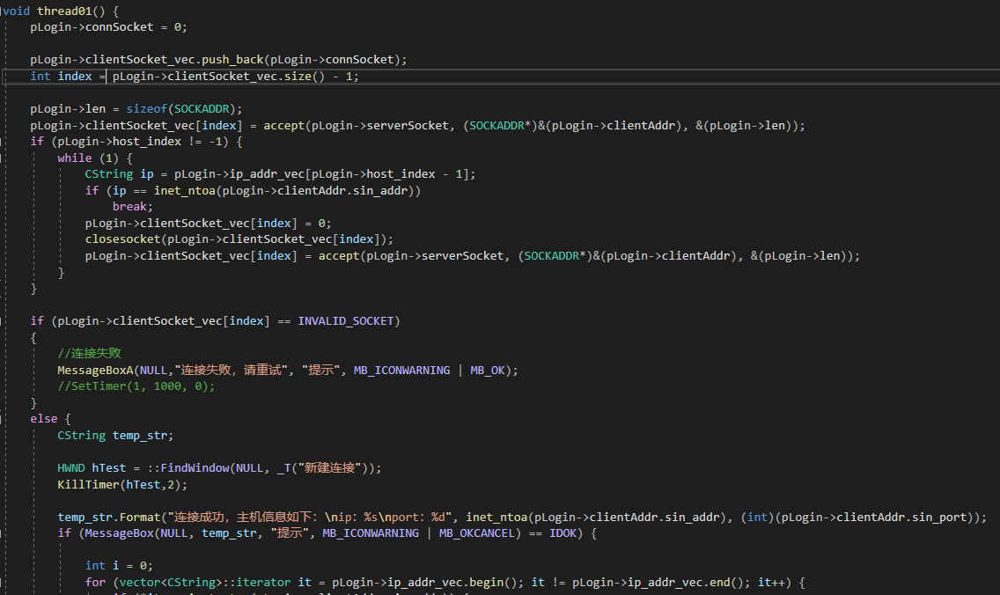 void thread01() {
pLogin->connSocket = 0;
pLogin->clientSocket_vec.push_back(pLogin->connSocket);
int index = pLogin->clientSocket_vec.size() - 1;
pLogin->len = sizeof(SOCKADDR);
pLogin->clientSocket_vec[index] = accept(pLogin->serverSocket, (SOCKADDR*)&(pLogin->clientAddr), &(pLogin->len));
if (pLogin->host_index != -1) {
while (1) {
CString ip = pLogin->ip_addr_vec[pLogin->host_index - 1];
if (ip == inet_ntoa(pLogin->clientAddr.sin_addr))
break;
pLogin->clientSocket_vec[index] = 0;
closesocket(pLogin->clientSocket_vec[index]);
pLogin->clientSocket_vec[index] = accept(pLogin->serverSocket, (SOCKADDR*)&(pLogin->clientAddr), &(pLogin->len));
}
}
if (pLogin->clientSocket_vec[index] == INVALID_SOCKET)
{
//连接失败
MessageBoxA(NULL,"连接失败，请重试", "提示", MB_ICONWARNING | MB_OK);
//SetTimer(1, 1000, 0);
}
else {
CString temp_str;
HWND hTest = ::FindWindow(NULL, _T("新建连接"));
KillTimer(hTest,2);
temp_str.Format("连接成功，主机信息如下：\nip：%s\nport：%d", inet_ntoa(pLogin->clientAddr.sin_addr), (int)(pLogin->clientAddr.sin_port));
if (MessageBox(NULL, temp_str, "提示", MB_ICONWARNING | MB_OKCANCEL) == IDOK) {
int i = 0;
for (vector<CString>::iterator it = pLogin->ip_addr_vec.begin(); it != pLogin->ip_addr_vec.end(); it++) {